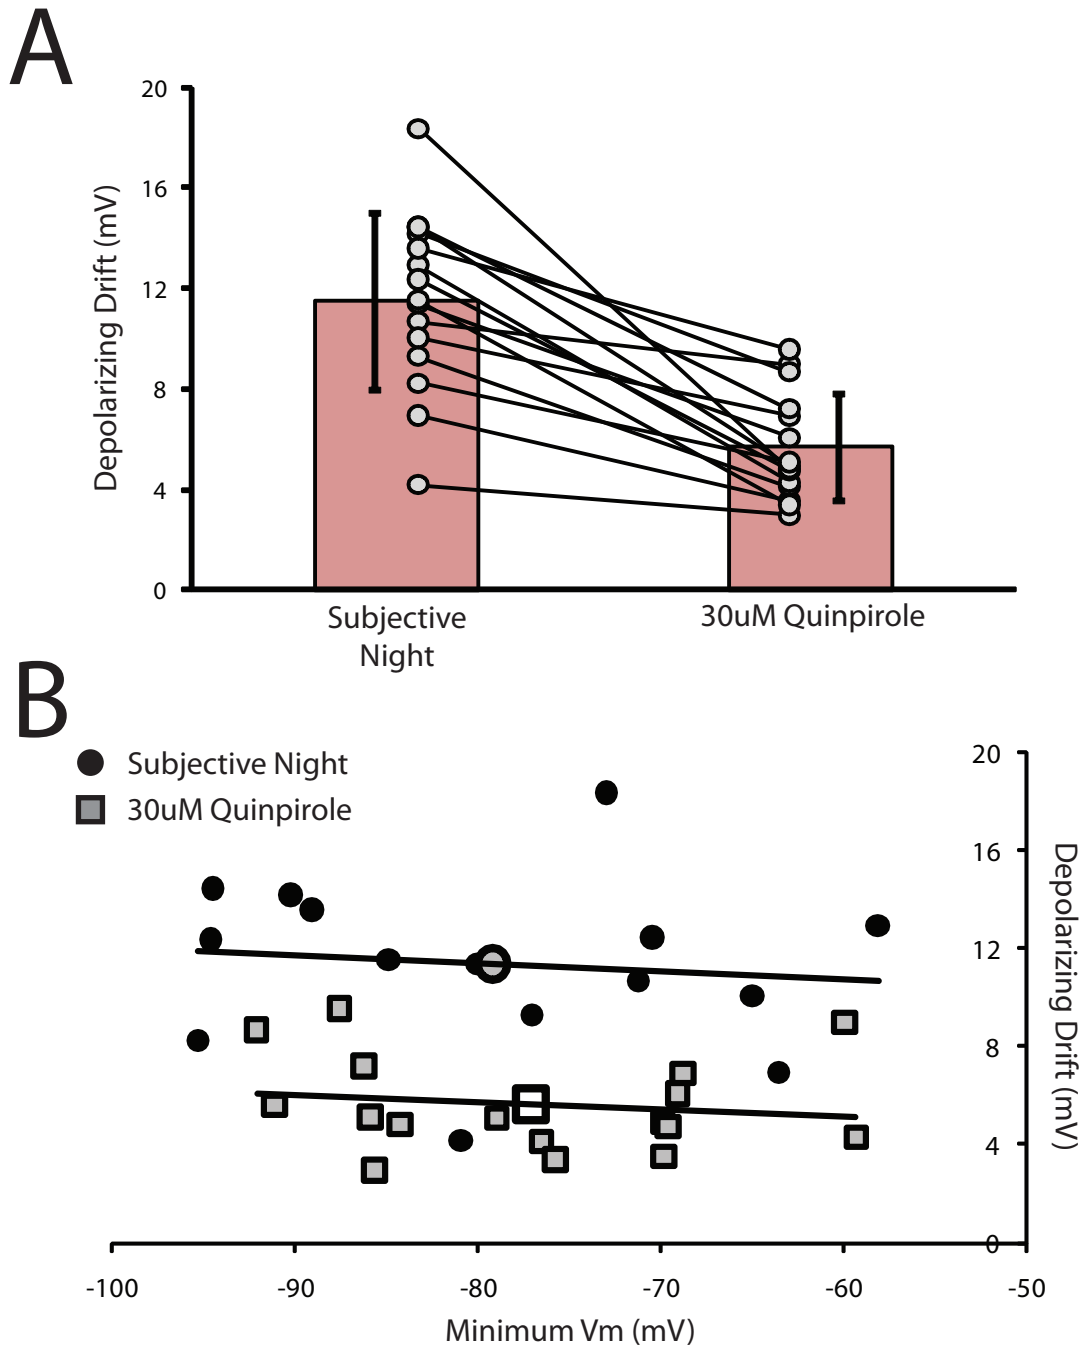 A
20
16
12
8
4
0
Depolarizing Drift (mV)
Subjective
Night
30uM Quinpirole
B
Subjective Night
30uM Quinpirole
20
16
12
8
4
0
Depolarizing Drift (mV)
-100
-90
-80
-70
-60
-50
Minimum Vm (mV)